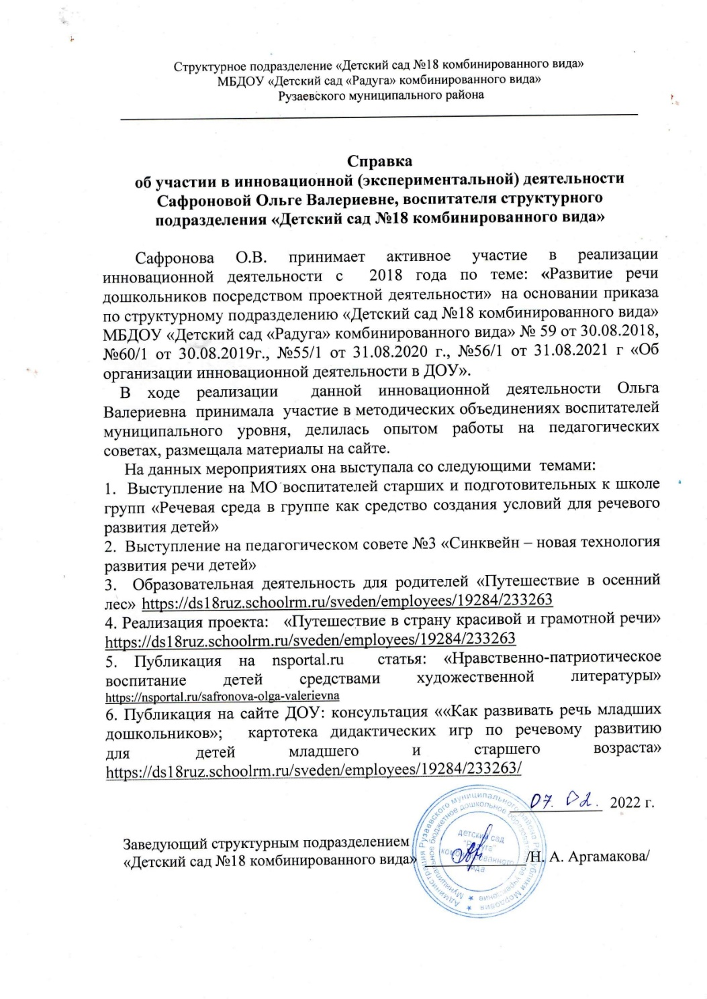 Структурное подразделение «Детский сад №18 комбинированного вида»
МБДОУ «Детский сад «Радуга» комбинированного вида»
Рузаевского муниципального района
Справка
об участии в инновационной (экспериментальной) деятельности
Сафроновой Ольге Валериевне, воспитателя структурного
подразделения «Детский сад №18 комбинированного вида»
Сафронова О.В. принимает активное участие в реализации
инновационной деятельности с 2018 года по теме: «Развитие речи
дошкольников посредством проектной деятельности» на основании приказа
по структурному подразделению «Детский сад №18 комбинированного вида»
МБДОУ «Детский сад «Радуга» комбинированного вида» № 59 от 30.08.2018,
№60/1 от 30.08.2019г., №55/1 от 31.08.2020 г., №56/1 от 31.08.2021 г «Об
организации инновационной деятельности в ДОУ».
В ходе реализации данной инновационной деятельности Ольга
Валериевна принимала участие в методических объединениях воспитателей
муниципального уровня, делилась опытом работы на педагогических
советах, размещала материалы на сайте.
На данных мероприятиях она выступала со следующими темами:
1. Выступление на МО воспитателей старших и подготовительных к школе
групп «Речевая среда в группе как средство создания условий для речевого
развития детей»
2. Выступление на педагогическом совете №3 «Синквейн – новая технология
развития речи детей»
3. Образовательная деятельность для родителей «Путешествие в осенний
лес» https://ds18ruz.schoolrm.ru/sveden/employees/19284/233263
4. Реализация проекта: «Путешествие в страну красивой и грамотной речи»
https://ds18ruz.schoolrm.ru/sveden/employees/19284/233263
5. Публикация на nsportal.ru статья: «Нравственно-патриотическое
воспитание детей средствами художественной литературы»
https://nsportal.ru/safronova-olga-valerievna
6. Публикация на сайте ДОУ: консультация ««Как развивать речь младших
дошкольников»; картотека дидактических игр по речевому развитию
для детей младшего и старшего возраста»
https://ds18ruz.schoolrm.ru/sveden/employees/19284/233263/
07. 02. 2022 г.
Заведующий структурным подразделением
«Детский сад №18 комбинированного вида» /Н. А. Аргамакова/
Администрация Рузаевского муниципального района Республики Мордовия
Муниципальное бюджетное дошкольное образовательное учреждение
детский сад
"Радуга"
комбинированного
вида